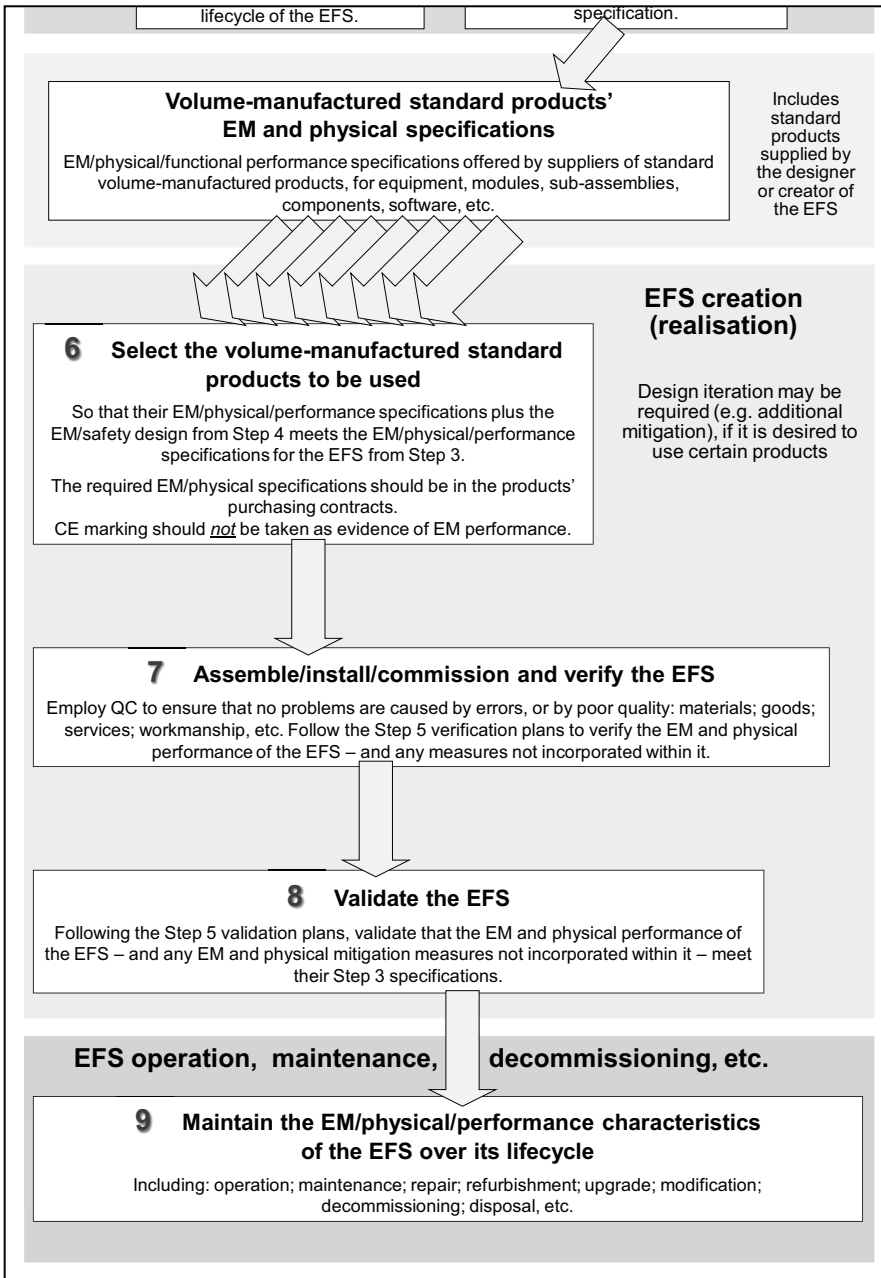 lifecycle of the EFS.
specification.
Volume-manufactured standard products’
EM and physical specifications
EM/physical/functional performance specifications offered by suppliers of standard
volume-manufactured products, for equipment, modules, sub-assemblies,
components, software, etc.
Includes
standard
products
supplied by
the designer
or creator of
the EFS
EFS creation
(realisation)
Design iteration may be
required (e.g. additional
mitigation), if it is desired to
use certain products
6 Select the volume-manufactured standard
products to be used
So that their EM/physical/performance specifications plus the
EM/safety design from Step 4 meets the EM/physical/performance
specifications for the EFS from Step 3.
The required EM/physical specifications should be in the products’
purchasing contracts.
CE marking should not be taken as evidence of EM performance.
7 Assemble/install/commission and verify the EFS
Employ QC to ensure that no problems are caused by errors, or by poor quality: materials; goods;
services; workmanship, etc. Follow the Step 5 verification plans to verify the EM and physical
performance of the EFS – and any measures not incorporated within it.
8 Validate the EFS
Following the Step 5 validation plans, validate that the EM and physical performance of
the EFS – and any EM and physical mitigation measures not incorporated within it – meet
their Step 3 specifications.
EFS operation, maintenance, decommissioning, etc.
9 Maintain the EM/physical/performance characteristics
of the EFS over its lifecycle
Including: operation; maintenance; repair; refurbishment; upgrade; modification;
decommissioning; disposal, etc.